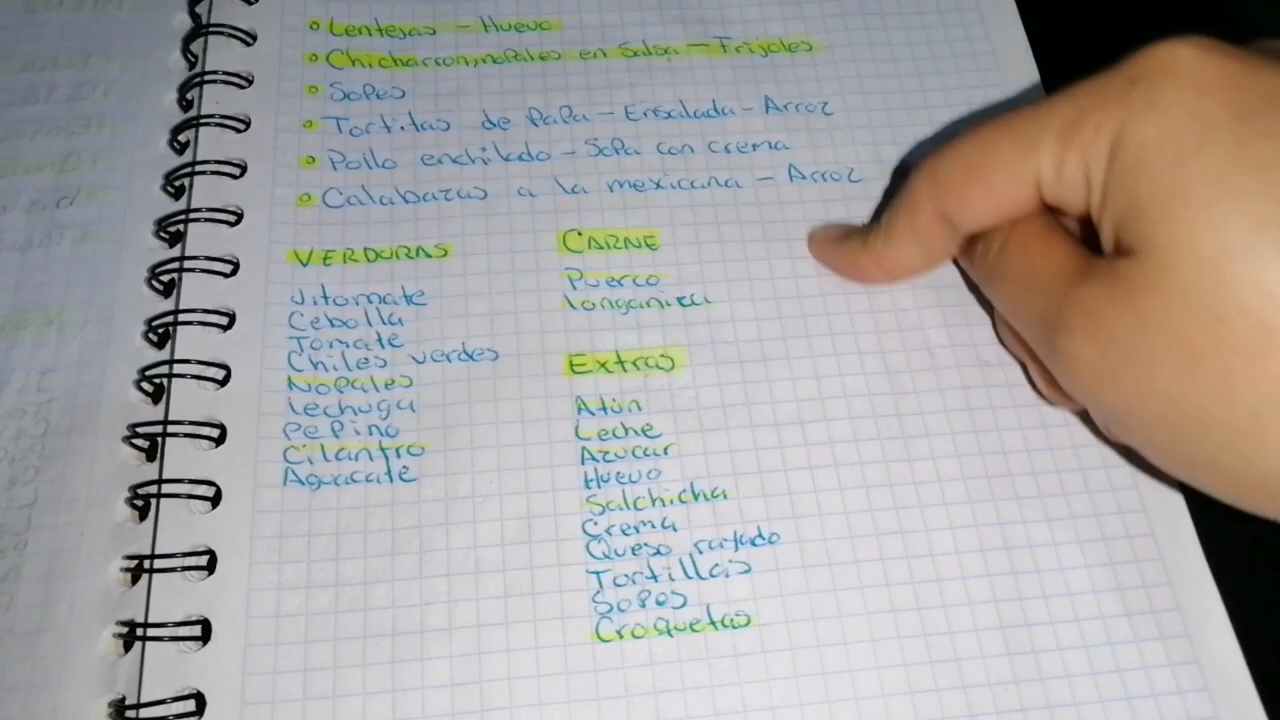 Lentejas - Huevo
Chicharron, nopales en Salsa - Frijoles
Sopes
Tortitas de papa - Ensalada - Arroz
Pollo enchilado - Sopa con crema
Calabazas a la mexicana - Arroz
VERDURAS
Jitomate
Cebolla
Tomate
Chiles verdes
Nopales
Lechuga
Pepino
Cilantro
Aguacate
CARNE
Puerco
longaniza
Extras
Atún
Leche
Azucar
Huevo
Salchicha
Crema
Queso rayado
Tortillas
Sopes
Croquetas